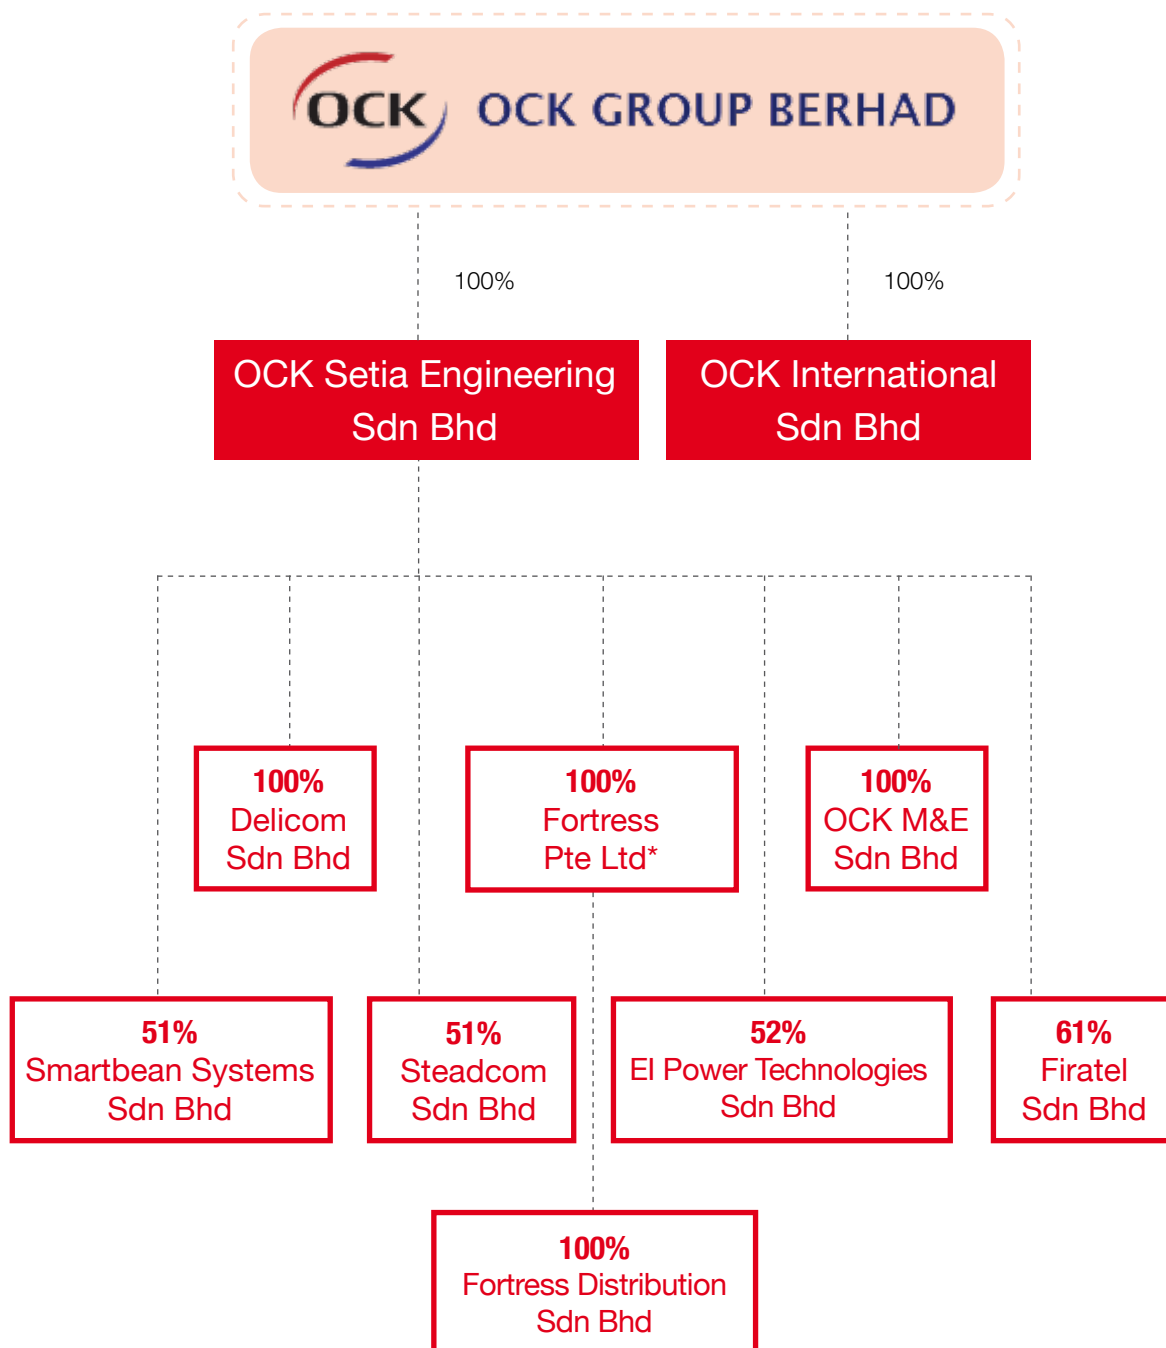 OCK OCK GROUP BERHAD
100%
100%
OCK Setia Engineering
Sdn Bhd
OCK International
Sdn Bhd
100%
Delicom
Sdn Bhd
100%
Fortress
Pte Ltd*
100%
OCK M&E
Sdn Bhd
51%
Smartbean Systems
Sdn Bhd
51%
Steadcom
Sdn Bhd
52%
EI Power Technologies
Sdn Bhd
61%
Firatel
Sdn Bhd
100%
Fortress Distribution
Sdn Bhd